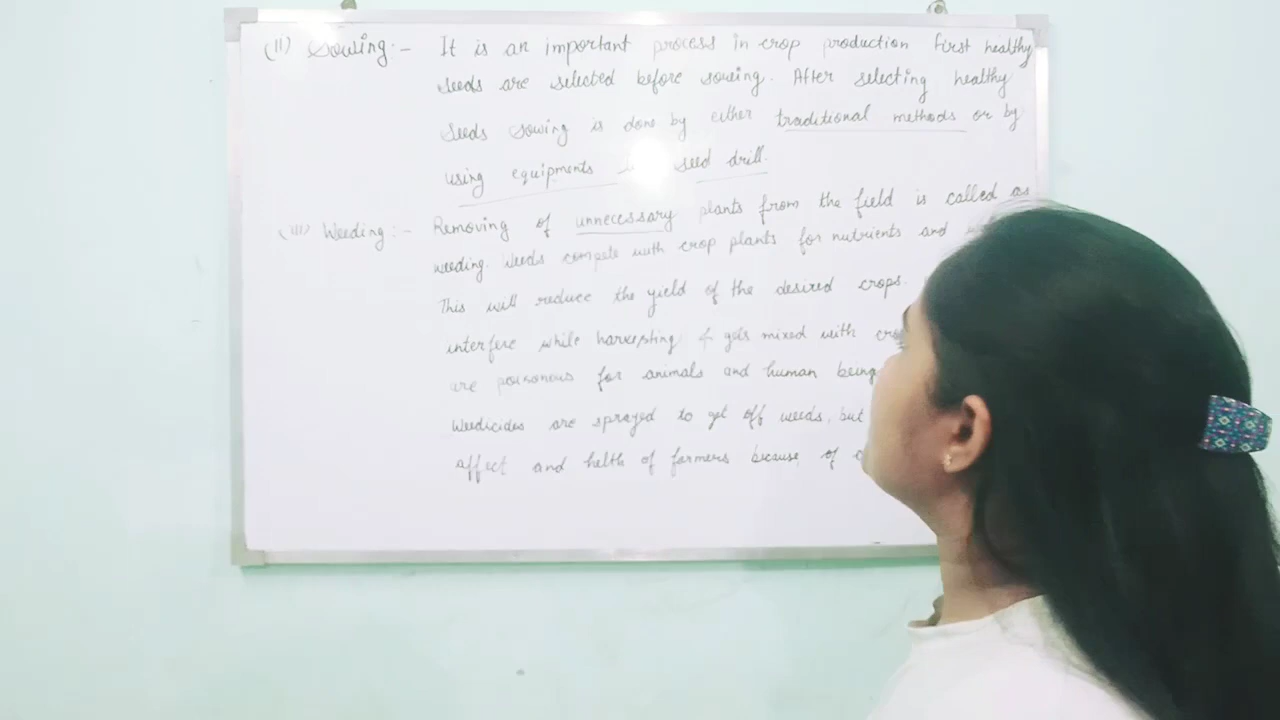 (II) Sowing:- It is an important process in crop production First healthy
seeds are selected before sowing. After selecting healthy
seeds sowing is done by either traditional methods or by
using equipments seed drill.
(III) Weeding:- Removing of unnecessary plants from the field is called as
weeding. Weeds compete with crop plants for nutrients and
This will reduce the yield of the desired crops.
interfere while harvesting & gets mixed with
are poisonous for animals and human being
Weedicides are sprayed to get off weeds, but
affect and helth of farmers because of